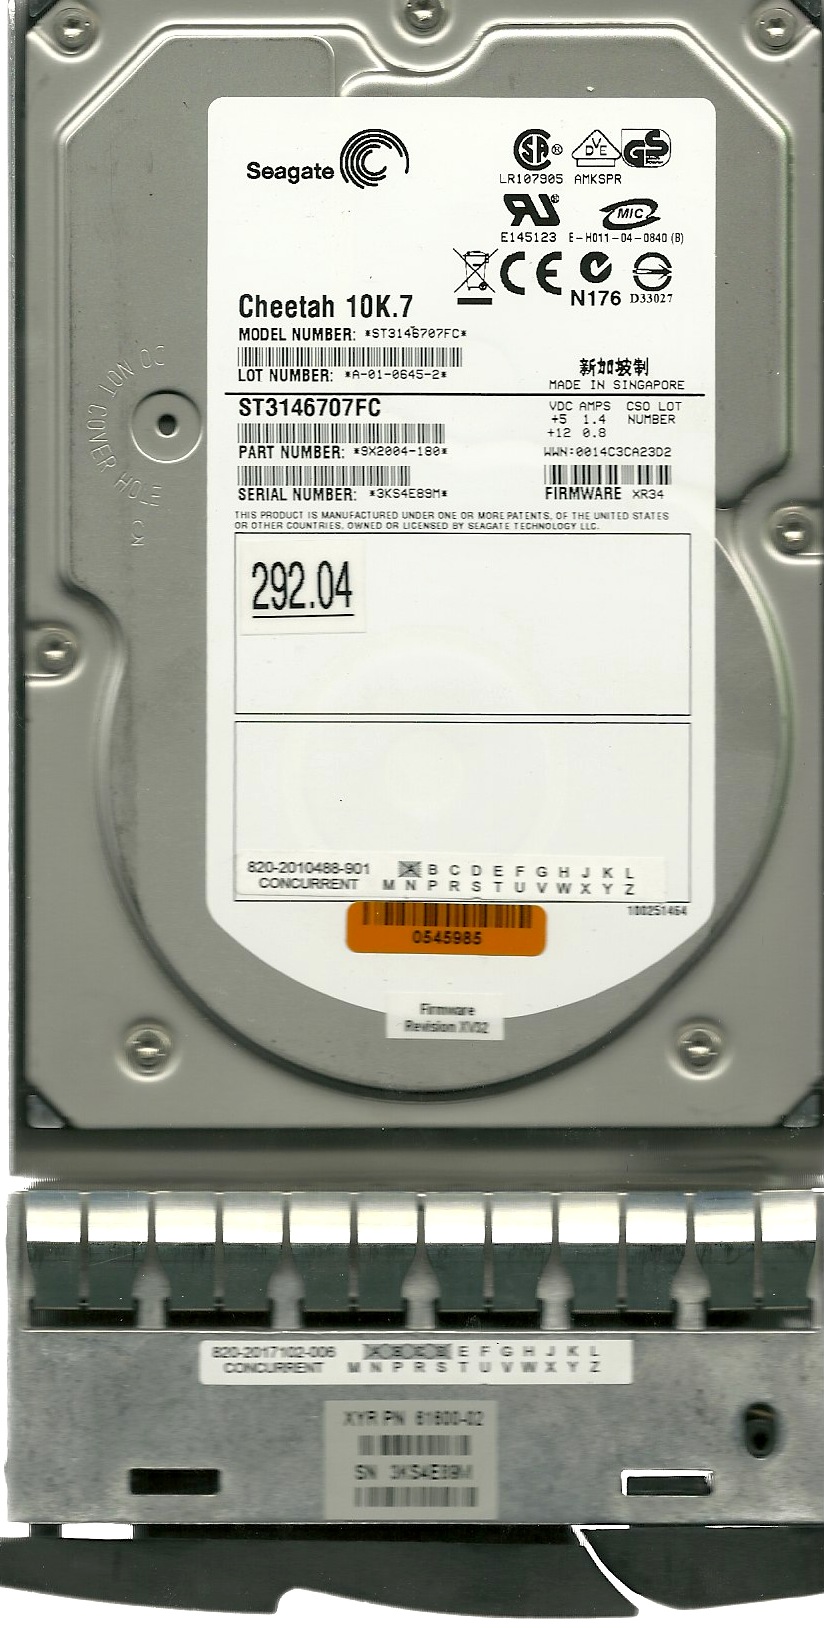 Seagate
LR107905 AMKSPR
E145123 E-H011-04-0840 (B)
MIC
CE
N176 D33027
Cheetah 10K.7
MODEL NUMBER: *ST3146707FC*
LOT NUMBER: *A-01-0645-2*
新加坡制
MADE IN SINGAPORE
ST3146707FC
VDC AMPS CSO LOT
+5 1.4 NUMBER
+12 0.8
PART NUMBER: *9X2004-180*
WWN:0014C3CA23D2
SERIAL NUMBER: *3KS4E89M*
FIRMWARE XR34
THIS PRODUCT IS MANUFACTURED UNDER ONE OR MORE PATENTS, OF THE UNITED STATES
OR OTHER COUNTRIES, OWNED OR LICENSED BY SEAGATE TECHNOLOGY LLC.
DO NOT COVER HOLE
292.04
820-2010488-901 A B C D E F G H J K L
CONCURRENT M N P R S T U V W X Y Z
100251464
0545985
Firmware
Revision XV02
820-2017102-006 A B C D E F G H J K L
CONCURRENT M N P R S T U V W X Y Z
XYR PN 61600-02
SN 3KS4E89M